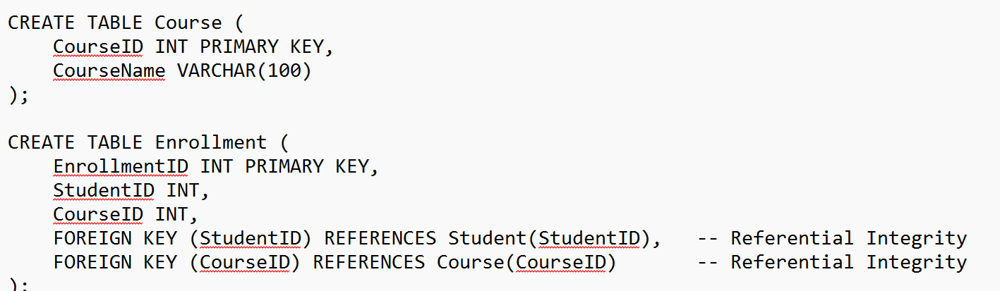 CREATE TABLE Course (
    CourseID INT PRIMARY KEY,
    CourseName VARCHAR(100)
);

CREATE TABLE Enrollment (
    EnrollmentID INT PRIMARY KEY,
    StudentID INT,
    CourseID INT,
    FOREIGN KEY (StudentID) REFERENCES Student(StudentID),   -- Referential Integrity
    FOREIGN KEY (CourseID) REFERENCES Course(CourseID)       -- Referential Integrity
);